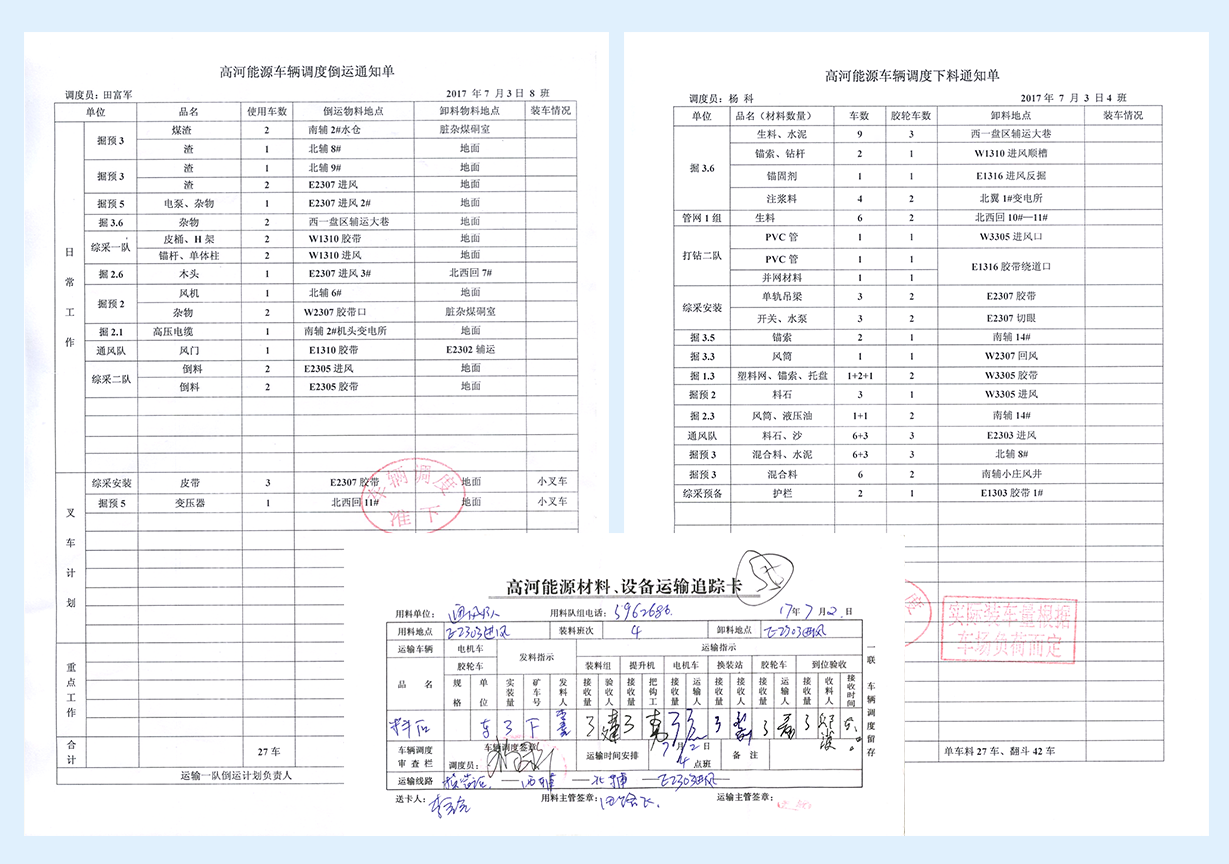 高河能源车辆调度倒运通知单
调度员：田富军 2017 年 7 月 3 日 8 班
单位 品名 使用车数 倒运物料地点 卸料物料地点 装车情况
日常工作
掘预 3 煤渣 2 南辅 2#水仓 脏杂煤硐室
渣 1 北辅 8# 地面
掘预 3 渣 1 北辅 9# 地面
渣 2 E2307 进风 地面
掘预 5 电泵、杂物 1 E2307 进风 2# 地面
掘 3.6 杂物 2 西一盘区辅运大巷 地面
综采一队 皮桶、H 架 2 W1310 胶带 地面
锚杆、单体柱 2 W1310 进风 地面
掘 2.6 木头 1 E2307 进风 3# 北西回 7#
掘预 2 风机 1 北辅 6# 地面
杂物 2 W2307 胶带口 脏杂煤硐室
掘 2.1 高压电缆 1 南辅 2#机头变电所 地面
通风队 风门 1 E1310 胶带 E2302 辅运
综采二队 倒料 2 E2305 进风 地面
倒料 2 E2305 胶带 地面
叉车计划
综采安装 皮带 3 E2307 胶带 地面 小叉车
掘预 5 变压器 1 北西回 11# 地面 小叉车
车辆调度
准下
重点工作
合计 27 车
运输一队倒运计划负责人
高河能源车辆调度下料通知单
调度员：杨 科 2017 年 7 月 3 日 4 班
单位 品名（材料数量） 车数 胶轮车数 卸料地点 装车情况
掘 3.6 生料、水泥 9 3 西一盘区辅运大巷
锚索、钻杆 2 1 W1310 进风顺槽
锚固剂 1 1 E1316 进风反掘
注浆料 4 2 北翼 1#变电所
管网 1 组 生料 6 2 北西回 10#—11#
打钻二队 PVC 管 1 1 W3305 进风口
PVC 管 1 1 E1316 胶带绕道口
并网材料 1 1
综采安装 单轨吊梁 3 2 E2307 胶带
开关、水泵 3 2 E2307 切眼
掘 3.5 锚索 2 1 南辅 14#
掘 3.3 风筒 1 1 W2307 回风
掘 1.3 塑料网、锚索、托盘 1+2+1 2 W3305 胶带
掘预 2 料石 3 1 W3305 进风
掘 2.3 风筒、液压油 1+1 2 南辅 14#
通风队 料石、沙 6+3 3 E2303 进风
掘预 3 混合料、水泥 6+3 3 北辅 8#
掘预 3 混合料 6 2 南辅小庄风井
综采预备 护栏 2 1 E1303 胶带 1#
度
实际装车量根据
车场负荷而定
单车料 27 车、翻斗 42 车
高河能源材料、设备运输追踪卡
用料单位：通风队 用料队组电话：5962686. 17年 7 月 2 日
用料地点 E2303进风 装料班次 4 卸料地点 E2303进风
运输车辆 电机车 发料指示 运输指示
胶轮车 装料组 提升机 电机车 换装站 胶轮车 到位验收
品名 规格 单位 实装量 矿车号 发料人 接收量 验收人 接收量 把钩工 接收量 运输人 接收量 接收人 接收量 运输人 接收量 收料人 接收时间
料石 车 3 下 3 3 3 3 3 3
一联 车辆调度留存
车辆调度审查栏 车辆调度签章： 调度员： 运输时间安排 7 月 2 日 4 点班 备 注
运输线路 — 西辅 — 北辅 — E2303进风
送卡人： 用料主管签章： 运输主管签章：